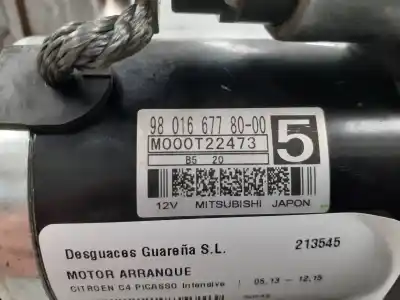 98 016 677 80-00
M000T22473
5
B5 20
12V MITSUBISHI JAPON
Desguaces Guareña S.L. 213545
MOTOR ARRANQUE
CITROEN C4 PICASSO Intensive 05.13 - 12.15